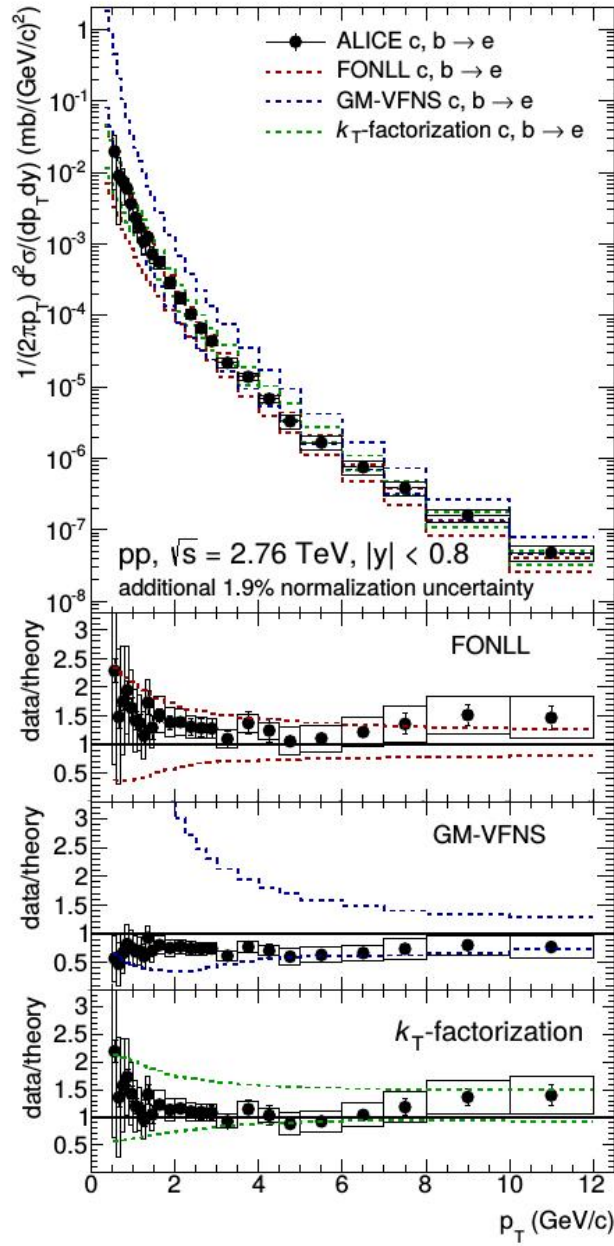 1/(2πp_T) d²σ/(dp_Tdy) (mb/(GeV/c)²)
1
10⁻¹
10⁻²
10⁻³
10⁻⁴
10⁻⁵
10⁻⁶
10⁻⁷
10⁻⁸
ALICE c, b → e
FONLL c, b → e
GM-VFNS c, b → e
k_T-factorization c, b → e
pp, √s = 2.76 TeV, |y| < 0.8
additional 1.9% normalization uncertainty
data/theory
3
2.5
2
1.5
1
0.5
FONLL
data/theory
3
2.5
2
1.5
1
0.5
GM-VFNS
data/theory
3
2.5
2
1.5
1
0.5
k_T-factorization
0 2 4 6 8 10 12
p_T (GeV/c)